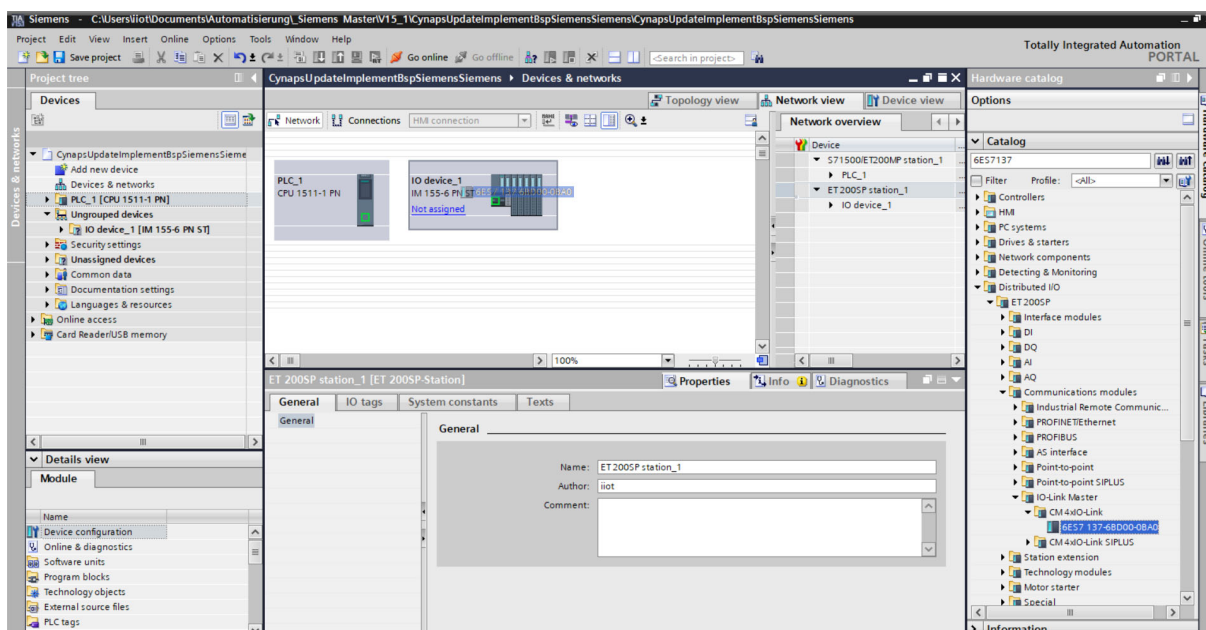 Siemens - C:\Users\iiot\Documents\Automatisierung\_Siemens_Master\V15_1\CynapsUpdateImplementBspSiemensSiemens\CynapsUpdateImplementBspSiemensSiemens
Project Edit View Insert Online Options Tools Window Help
Totally Integrated Automation
PORTAL
Save project
Go online
Go offline
<Search in project>
Project tree
Devices
Devices & networks
CynapsUpdateImplementBspSiemensSieme
Add new device
Devices & networks
PLC_1 [CPU 1511-1 PN]
Ungrouped devices
IO device_1 [IM 155-6 PN ST]
Security settings
Unassigned devices
Common data
Documentation settings
Languages & resources
Online access
Card Reader/USB memory
Details view
Module
Name
Device configuration
Online & diagnostics
Software units
Program blocks
Technology objects
External source files
PLC tags
CynapsUpdateImplementBspSiemensSiemens Devices & networks
Topology view
Network view
Device view
Network
Connections
HMI connection
PLC_1
CPU 1511-1 PN
IO device_1
IM 155-6 PN ST
6ES7 137-6BD00-0BA0
Not assigned
100%
Network overview
Device
S71500/ET200MP station_1
PLC_1
ET 200SP station_1
IO device_1
ET 200SP station_1 [ET 200SP-Station]
Properties
Info
Diagnostics
General
IO tags
System constants
Texts
General
General
Name: ET 200SP station_1
Author: iiot
Comment:
Hardware catalog
Options
Catalog
6ES7137
Filter
Profile: <All>
Controllers
HMI
PC systems
Drives & starters
Network components
Detecting & Monitoring
Distributed I/O
ET 200SP
Interface modules
DI
DQ
AI
AQ
Communications modules
Industrial Remote Communic...
PROFINET/Ethernet
PROFIBUS
AS interface
Point-to-point
Point-to-point SIPLUS
IO-Link Master
CM 4xIO-Link
6ES7 137-6BD00-0BA0
CM 4xIO-Link SIPLUS
Station extension
Technology modules
Motor starter
Special
Information